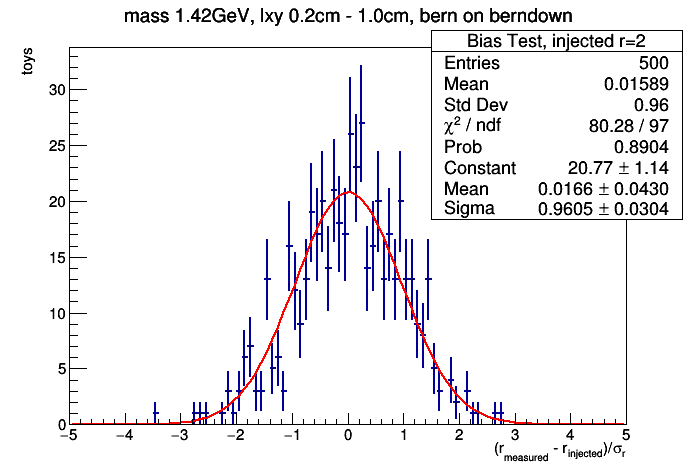 mass 1.42GeV, lxy 0.2cm - 1.0cm, bern on berndown
Bias Test, injected r=2
Entries 500
Mean 0.01589
Std Dev 0.96
χ² / ndf 80.28 / 97
Prob 0.8904
Constant 20.77 ± 1.14
Mean 0.0166 ± 0.0430
Sigma 0.9605 ± 0.0304
toys
30
25
20
15
10
5
0
−5 −4 −3 −2 −1 0 1 2 3 4 5
(r_measured - r_injected)/σ_r